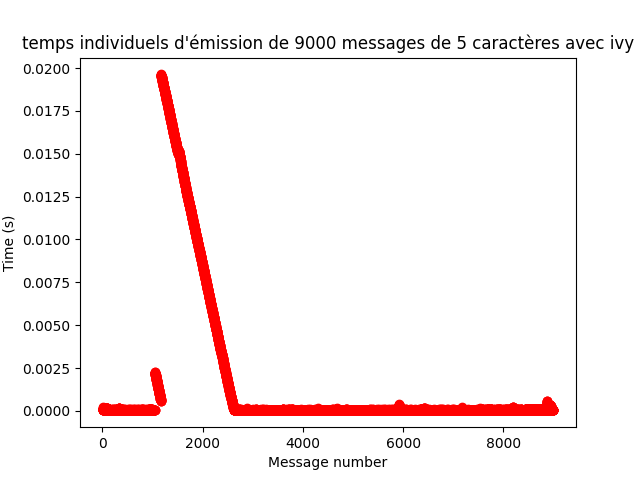 temps individuels d'émission de 9000 messages de 5 caractères avec ivy
0.0200
0.0175
0.0150
0.0125
0.0100
0.0075
0.0050
0.0025
0.0000
Time (s)
0 2000 4000 6000 8000
Message number